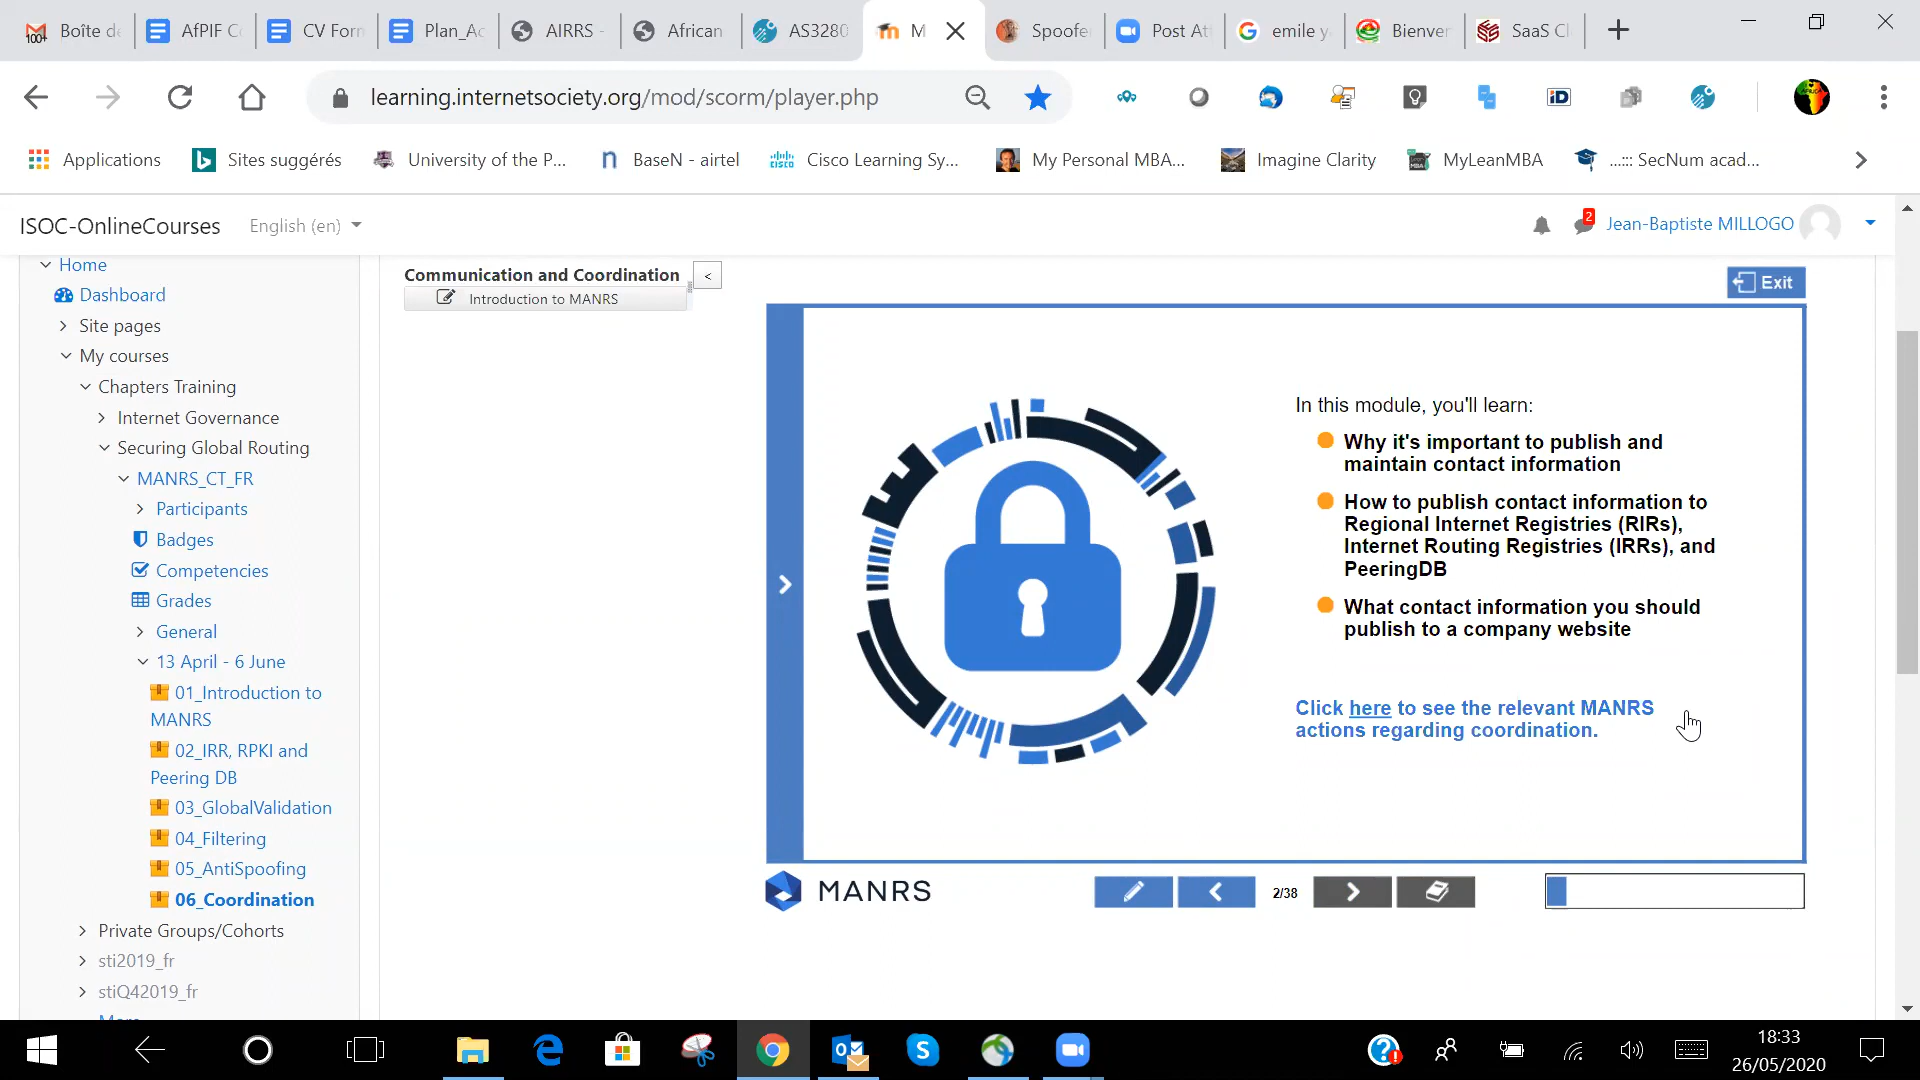 Boîte de
AfPIF Co
CV Form
Plan_Ac
AIRRS -
African
AS3280
M
Spoofe
Post At
emile y
Bienven
SaaS Cl
learning.internetsociety.org/mod/scorm/player.php
Applications
Sites suggérés
University of the P...
BaseN - airtel
Cisco Learning Sy...
My Personal MBA...
Imagine Clarity
MyLeanMBA
...::: SecNum acad...
ISOC-OnlineCourses
English (en)
2
Jean-Baptiste MILLOGO
Home
Dashboard
Site pages
My courses
Chapters Training
Internet Governance
Securing Global Routing
MANRS_CT_FR
Participants
Badges
Competencies
Grades
General
13 April - 6 June
01_Introduction to
MANRS
02_IRR, RPKI and
Peering DB
03_GlobalValidation
04_Filtering
05_AntiSpoofing
06_Coordination
Private Groups/Cohorts
sti2019_fr
stiQ42019_fr
Communication and Coordination
<
Introduction to MANRS
Exit
In this module, you'll learn:
Why it's important to publish and
maintain contact information
How to publish contact information to
Regional Internet Registries (RIRs),
Internet Routing Registries (IRRs), and
PeeringDB
What contact information you should
publish to a company website
Click here to see the relevant MANRS
actions regarding coordination.
MANRS
2/38
18:33
26/05/2020